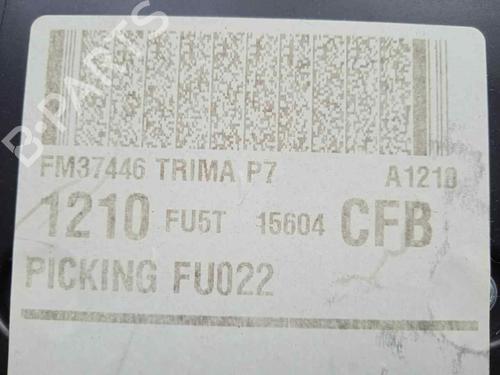 B-PARTS
FM37446 TRIMA P7 A1210
1210 FU5T 15604 CFB
PICKING FU022